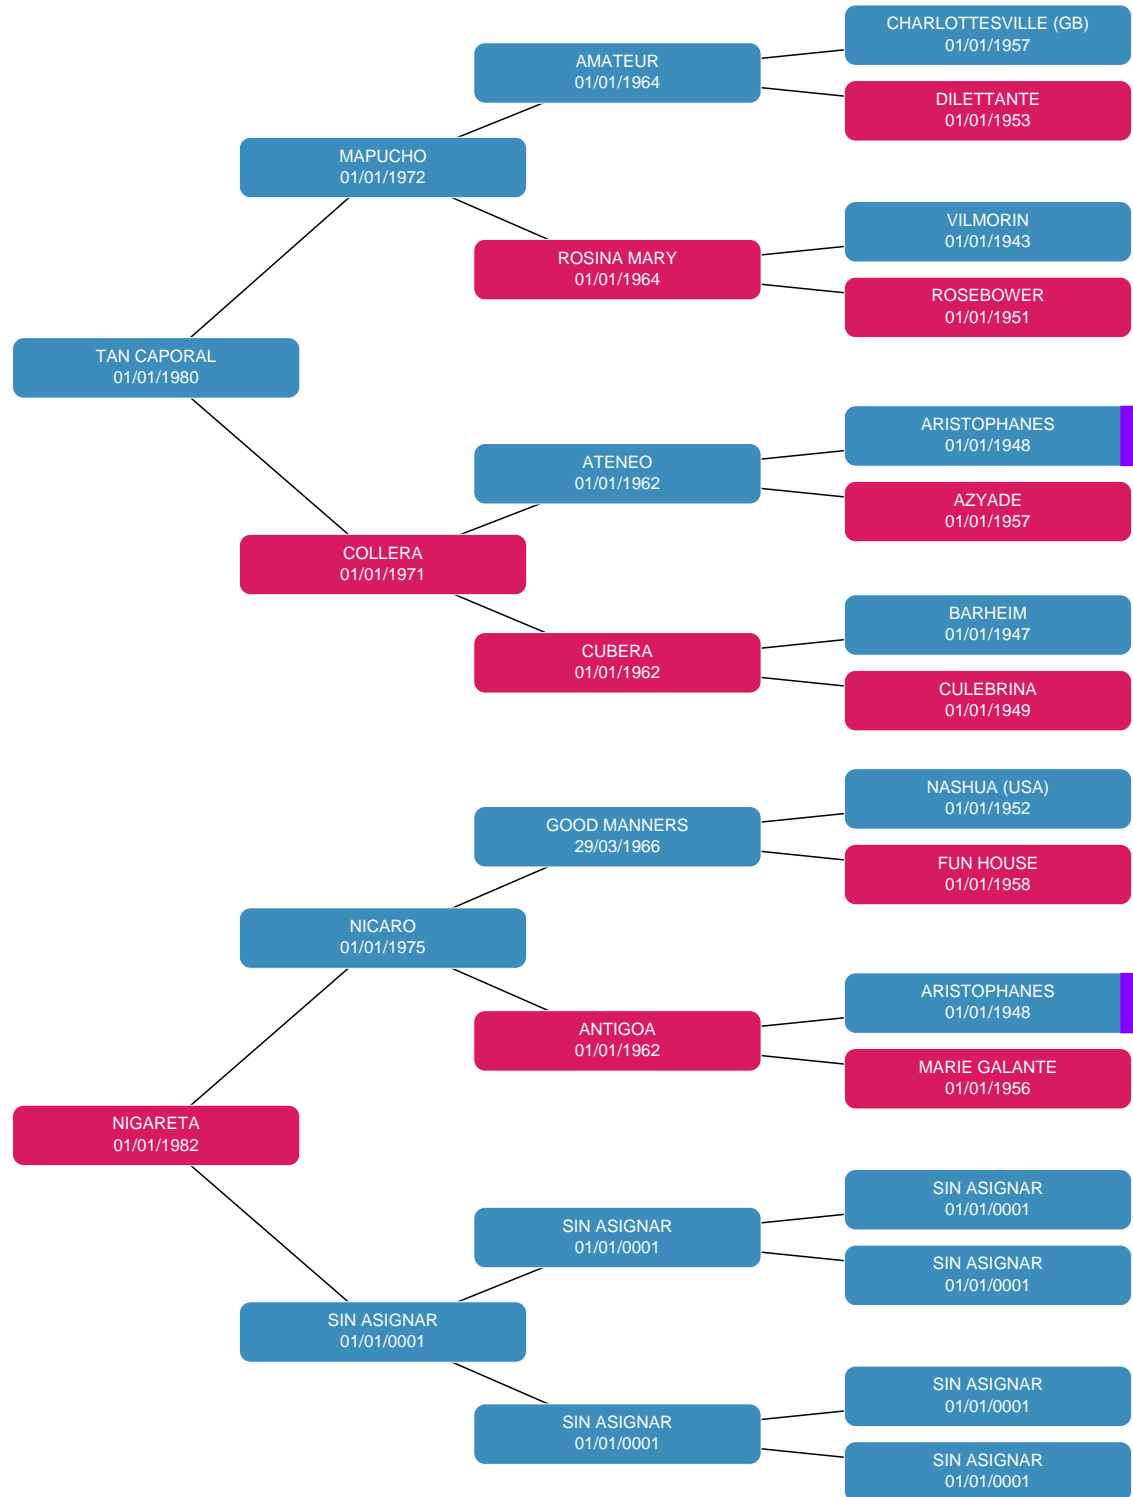 CHARLOTTESVILLE (GB)
01/01/1957
AMATEUR
01/01/1964
DILETTANTE
01/01/1953
MAPUCHO
01/01/1972
VILMORIN
01/01/1943
ROSINA MARY
01/01/1964
ROSEBOWER
01/01/1951
TAN CAPORAL
01/01/1980
ARISTOPHANES
01/01/1948
ATENEO
01/01/1962
AZYADE
01/01/1957
COLLERA
01/01/1971
BARHEIM
01/01/1947
CUBERA
01/01/1962
CULEBRINA
01/01/1949
NASHUA (USA)
01/01/1952
GOOD MANNERS
29/03/1966
FUN HOUSE
01/01/1958
NICARO
01/01/1975
ARISTOPHANES
01/01/1948
ANTIGOA
01/01/1962
MARIE GALANTE
01/01/1956
NIGARETA
01/01/1982
SIN ASIGNAR
01/01/0001
SIN ASIGNAR
01/01/0001
SIN ASIGNAR
01/01/0001
SIN ASIGNAR
01/01/0001
SIN ASIGNAR
01/01/0001
SIN ASIGNAR
01/01/0001
SIN ASIGNAR
01/01/0001